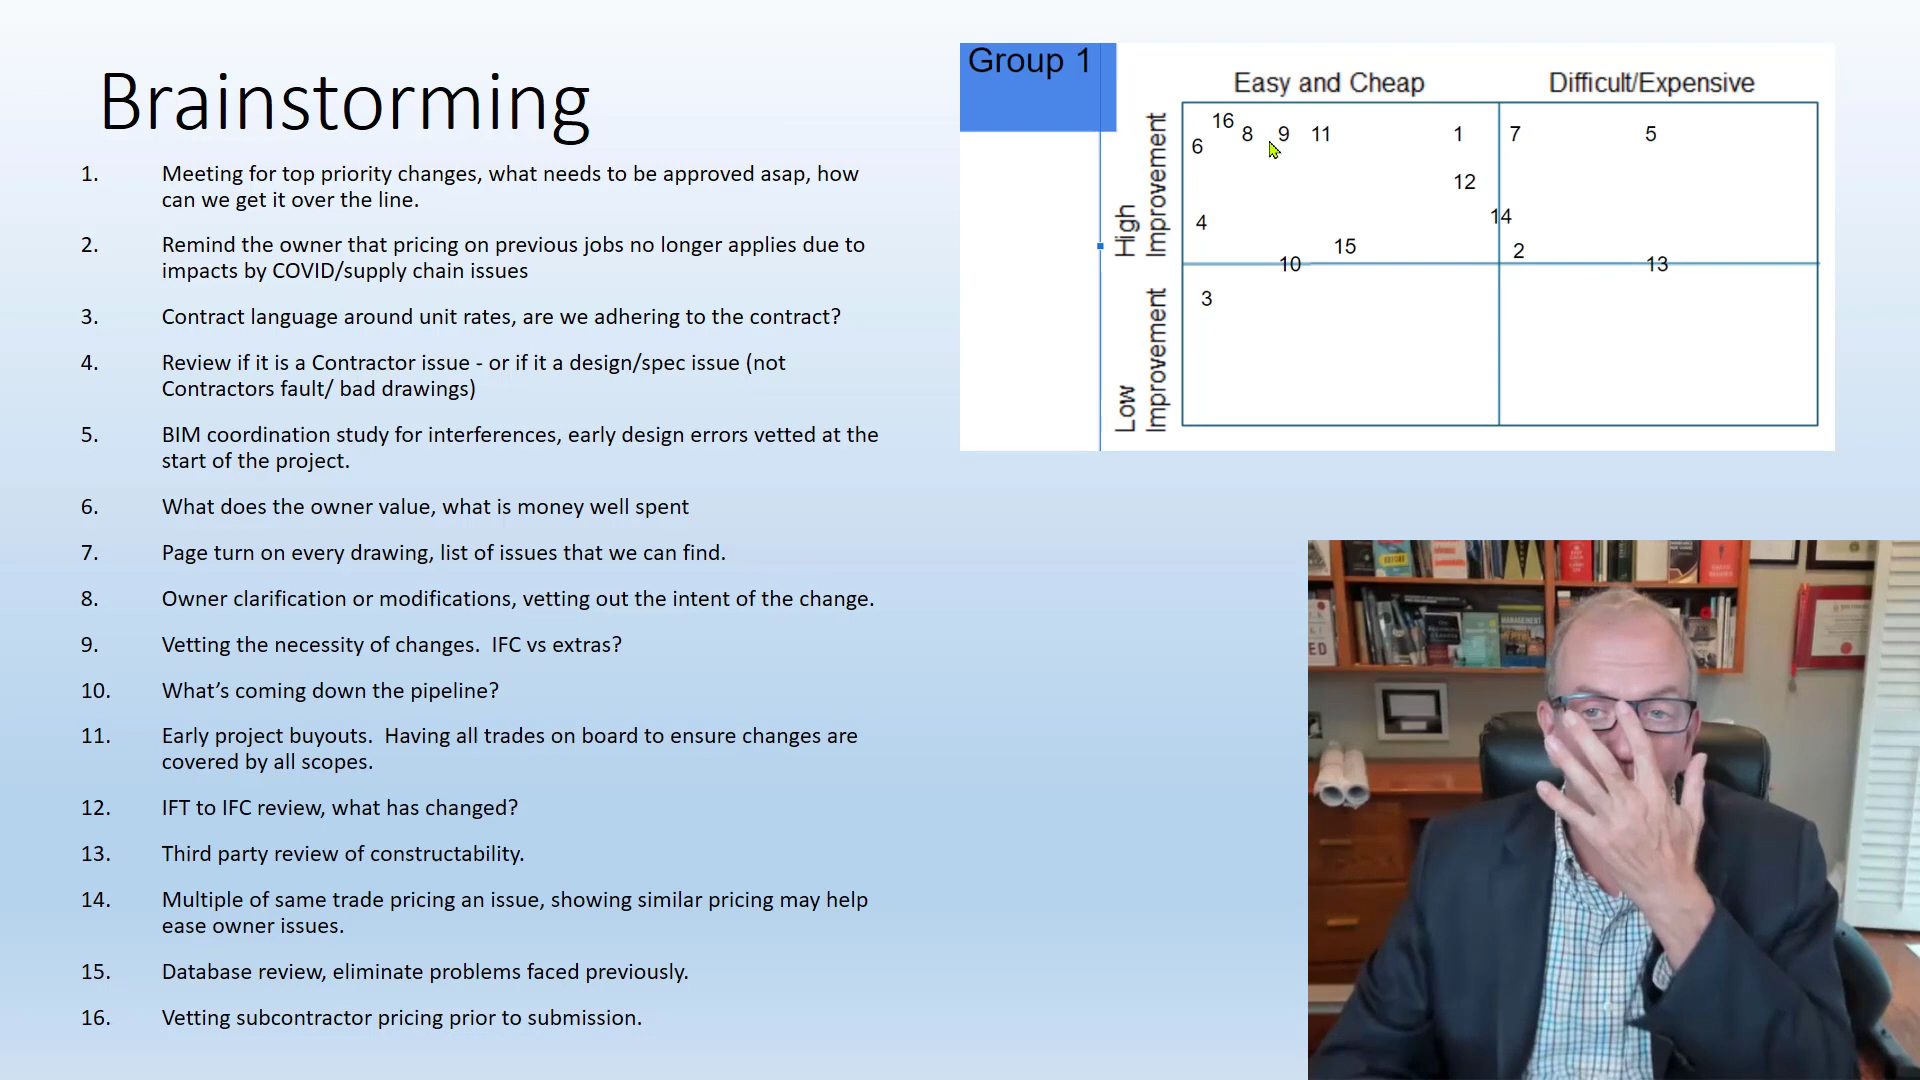 Brainstorming
1. Meeting for top priority changes, what needs to be approved asap, how
can we get it over the line.
2. Remind the owner that pricing on previous jobs no longer applies due to
impacts by COVID/supply chain issues
3. Contract language around unit rates, are we adhering to the contract?
4. Review if it is a Contractor issue - or if it a design/spec issue (not
Contractors fault/ bad drawings)
5. BIM coordination study for interferences, early design errors vetted at the
start of the project.
6. What does the owner value, what is money well spent
7. Page turn on every drawing, list of issues that we can find.
8. Owner clarification or modifications, vetting out the intent of the change.
9. Vetting the necessity of changes.  IFC vs extras?
10. What's coming down the pipeline?
11. Early project buyouts.  Having all trades on board to ensure changes are
covered by all scopes.
12. IFT to IFC review, what has changed?
13. Third party review of constructability.
14. Multiple of same trade pricing an issue, showing similar pricing may help
ease owner issues.
15. Database review, eliminate problems faced previously.
16. Vetting subcontractor pricing prior to submission.
Group 1
Easy and Cheap
Difficult/Expensive
High
Improvement
Low
Improvement
16
6
8
9
11
1
7
5
12
4
14
15
2
10
13
3
MANAGEMENT